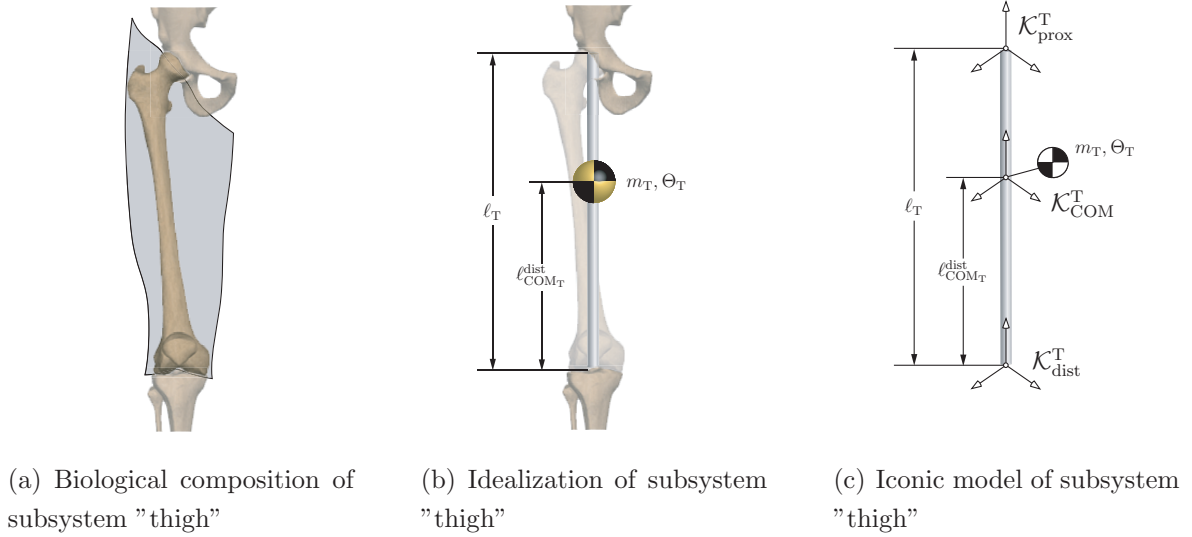 ℓ_T
ℓ^dist_COM_T
m_T, Θ_T
𝒦^T_prox
m_T, Θ_T
𝒦^T_COM
ℓ_T
ℓ^dist_COM_T
𝒦^T_dist
(a) Biological composition of
subsystem ”thigh”
(b) Idealization of subsystem
”thigh”
(c) Iconic model of subsystem
”thigh”